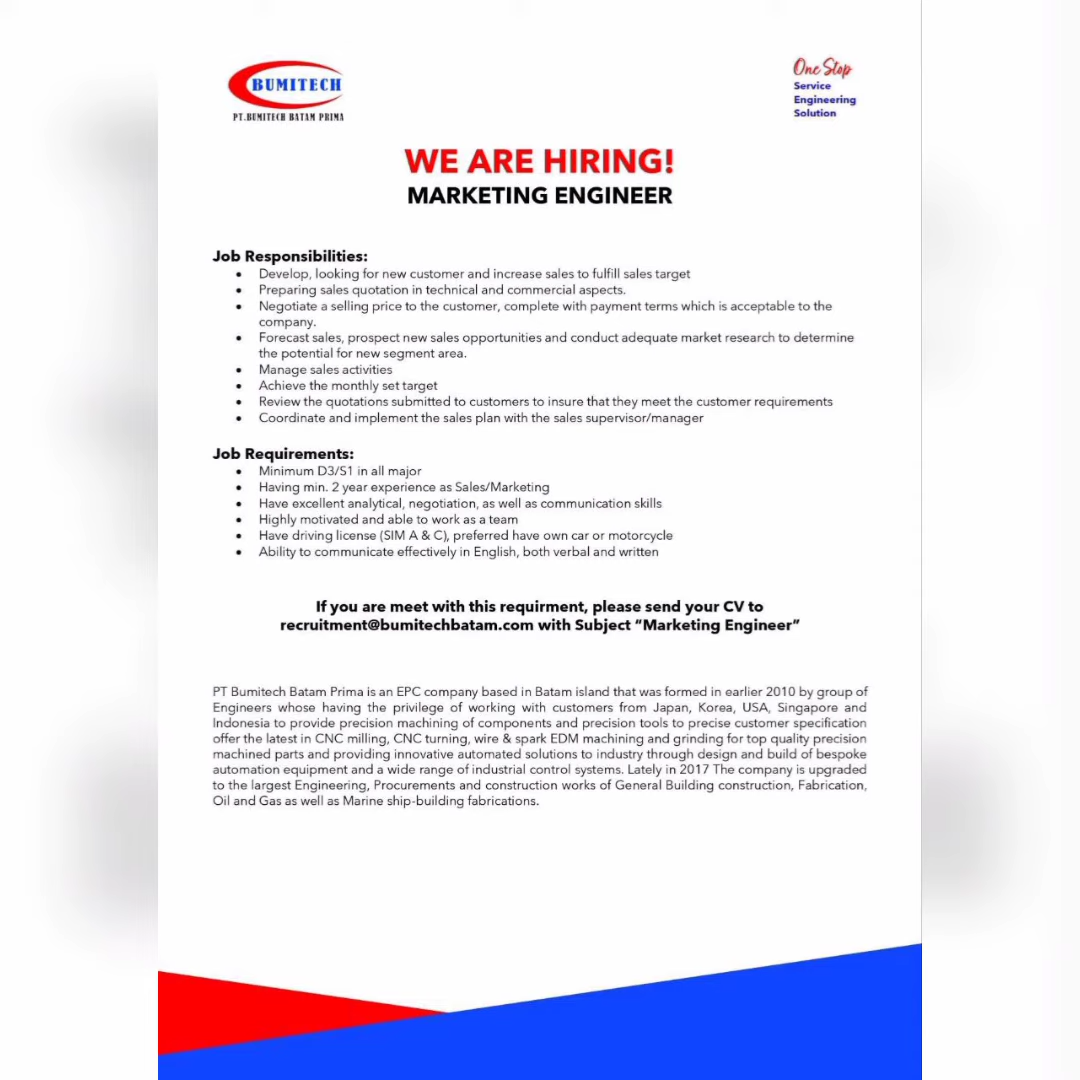 BUMITECH
PT.BUMITECH BATAM PRIMA
One Stop
Service
Engineering
Solution
WE ARE HIRING!
MARKETING ENGINEER
Job Responsibilities:
• Develop, looking for new customer and increase sales to fulfill sales target
• Preparing sales quotation in technical and commercial aspects.
• Negotiate a selling price to the customer, complete with payment terms which is acceptable to the
company.
• Forecast sales, prospect new sales opportunities and conduct adequate market research to determine
the potential for new segment area.
• Manage sales activities
• Achieve the monthly set target
• Review the quotations submitted to customers to insure that they meet the customer requirements
• Coordinate and implement the sales plan with the sales supervisor/manager
Job Requirements:
• Minimum D3/S1 in all major
• Having min. 2 year experience as Sales/Marketing
• Have excellent analytical, negotiation, as well as communication skills
• Highly motivated and able to work as a team
• Have driving license (SIM A & C), preferred have own car or motorcycle
• Ability to communicate effectively in English, both verbal and written
If you are meet with this requirment, please send your CV to
recruitment@bumitechbatam.com with Subject “Marketing Engineer”
PT Bumitech Batam Prima is an EPC company based in Batam island that was formed in earlier 2010 by group of
Engineers whose having the privilege of working with customers from Japan, Korea, USA, Singapore and
Indonesia to provide precision machining of components and precision tools to precise customer specification
offer the latest in CNC milling, CNC turning, wire & spark EDM machining and grinding for top quality precision
machined parts and providing innovative automated solutions to industry through design and build of bespoke
automation equipment and a wide range of industrial control systems. Lately in 2017 The company is upgraded
to the largest Engineering, Procurements and construction works of General Building construction, Fabrication,
Oil and Gas as well as Marine ship-building fabrications.